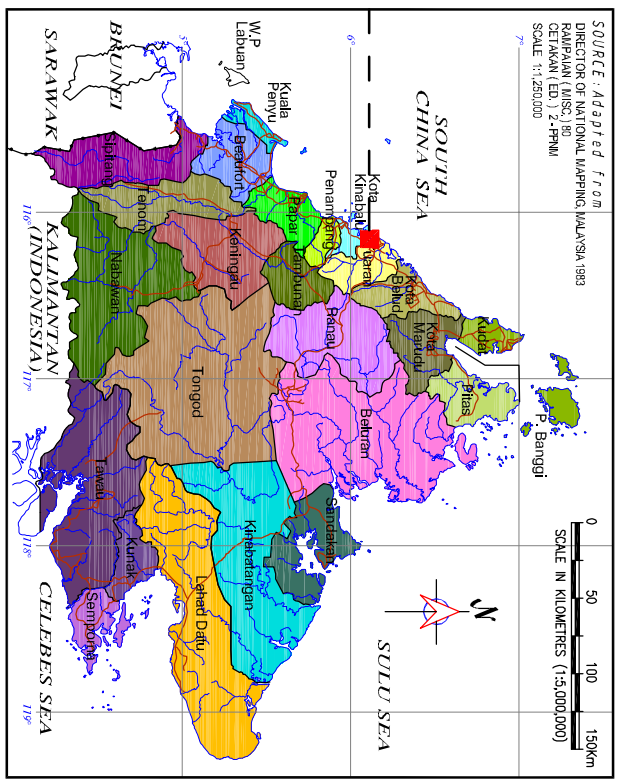 SOURCE : Adapted from
DIRECTOR OF NATIONAL MAPPING, MALAYSIA 1983
RAMPAIAN ( MISC. ) 80
CETAKAN ( ED. ) 2 - PPNM
SCALE 1:1,250,000
0 50 100 150Km
SCALE IN KILOMETRES (1:5,000,000)
N
SOUTH
CHINA SEA
SULU SEA
CELEBES SEA
KALIMANTAN
(INDONESIA)
BRUNEI
SARAWAK
W.P
Labuan
Kuala
Penyu
Beaufort
Sipitang
Tenom
Nabawan
Keningau
Papar
Penampang
Kota
Kinabalu
Tuaran
Tambunan
Kota
Belud
Ranau
Kota
Marudu
Kudat
Pitas
P. Banggi
Beluran
Tongod
Sandakan
Kinabatangan
Lahad Datu
Tawau
Kunak
Semporna
7°
6°
5°
116°
117°
118°
119°